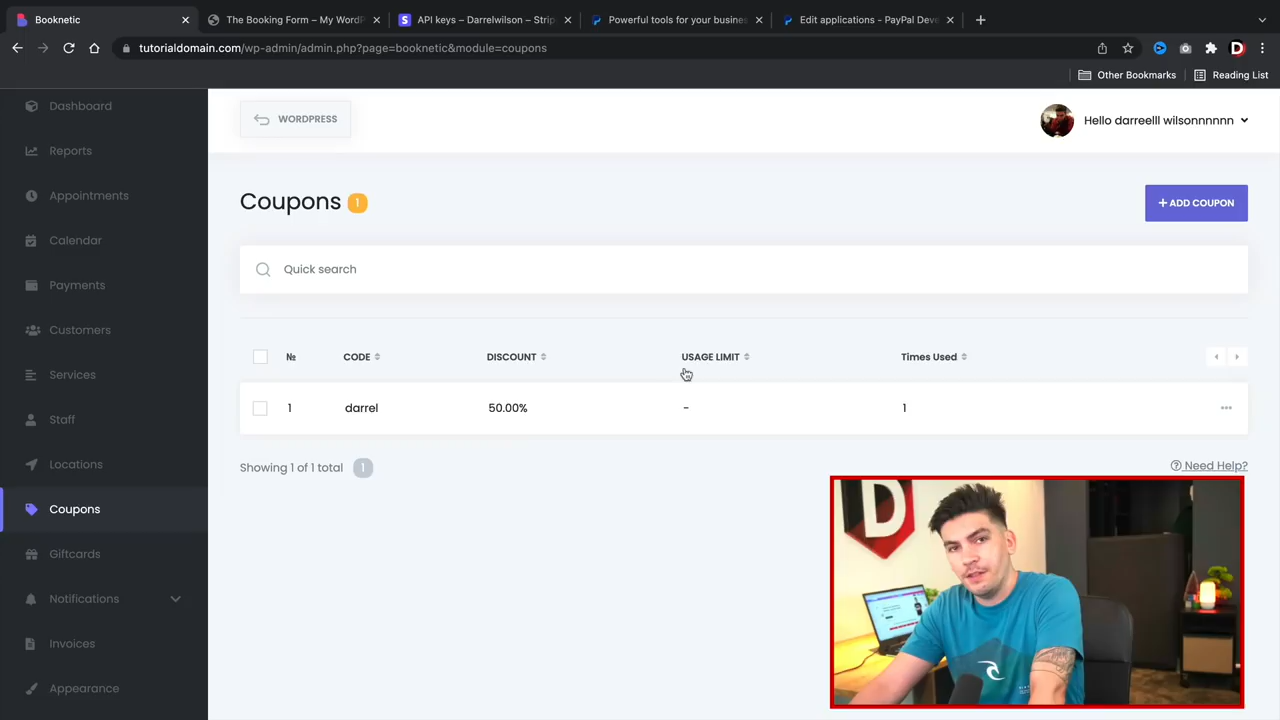 Booknetic
The Booking Form – My WordP
API keys – Darrelwilson – Strip
Powerful tools for your busine
Edit applications - PayPal Deve
tutorialdomain.com/wp-admin/admin.php?page=booknetic&module=coupons
D
Other Bookmarks
Reading List
Dashboard
WORDPRESS
Hello darreelll wilsonnnnnn
Reports
Appointments
Coupons 1
+ ADD COUPON
Calendar
Quick search
Payments
Customers
№ CODE DISCOUNT USAGE LIMIT Times Used
Services
1 darrel 50.00% - 1
Staff
Locations
Showing 1 of 1 total 1
Need Help?
Coupons
D
Giftcards
Notifications
Invoices
Appearance